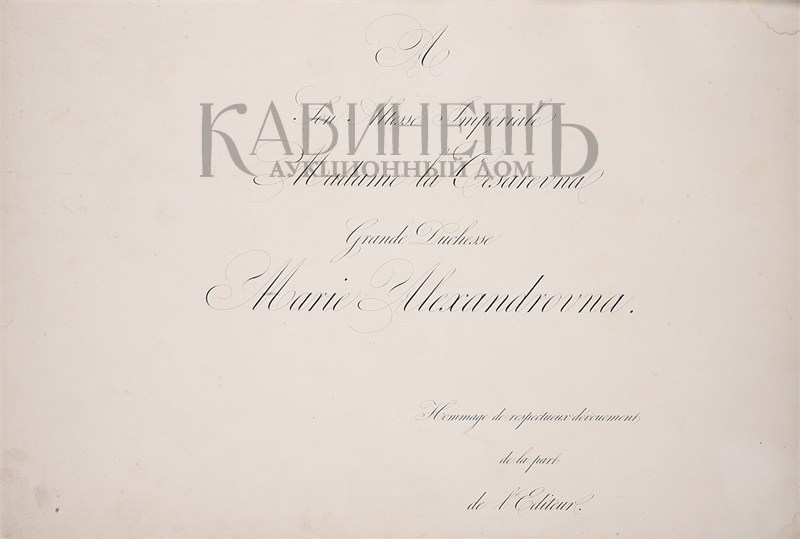 A
Son Altesse Impériale
КАБИНЕТЪ
Madame la Césarevna
АУКЦИОННЫЙ ДОМ
Grande Duchesse
Marie Alexandrovna.
Hommage de respectueux dévouement
de la part
de l'Editeur.